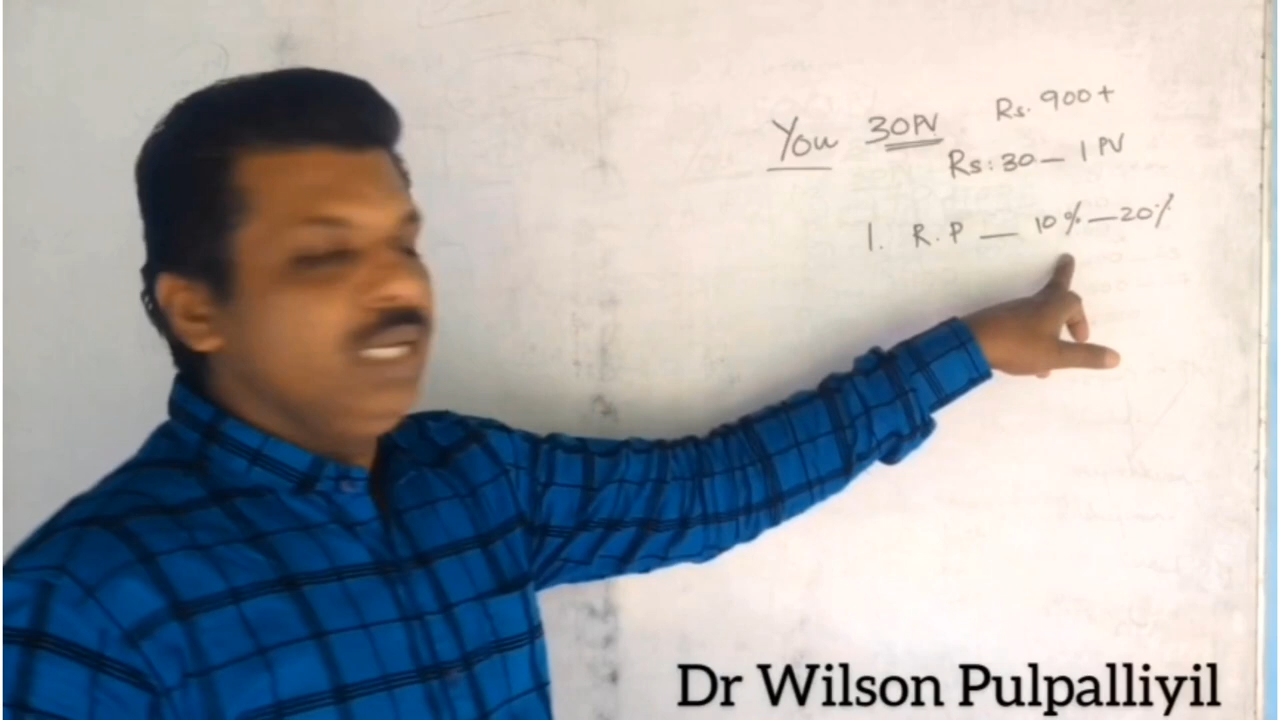 You 30PV Rs. 900+
Rs: 30 — 1 PV
1. R.P — 10% — 20%
Dr Wilson Pulpalliyil